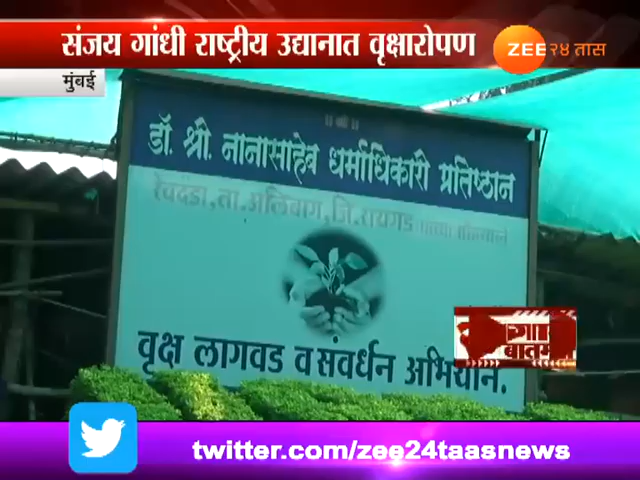 संजय गांधी राष्ट्रीय उद्यानात वृक्षारोपण
ZEE २४ तास
मुंबई
॥ श्री ॥
डॉ. श्री. नानासाहेब धर्माधिकारी प्रतिष्ठान
रेवदंडा, ता. अलिबाग, जि. रायगड
वृक्ष लागवड व संवर्धन अभियान.
twitter.com/zee24taasnews